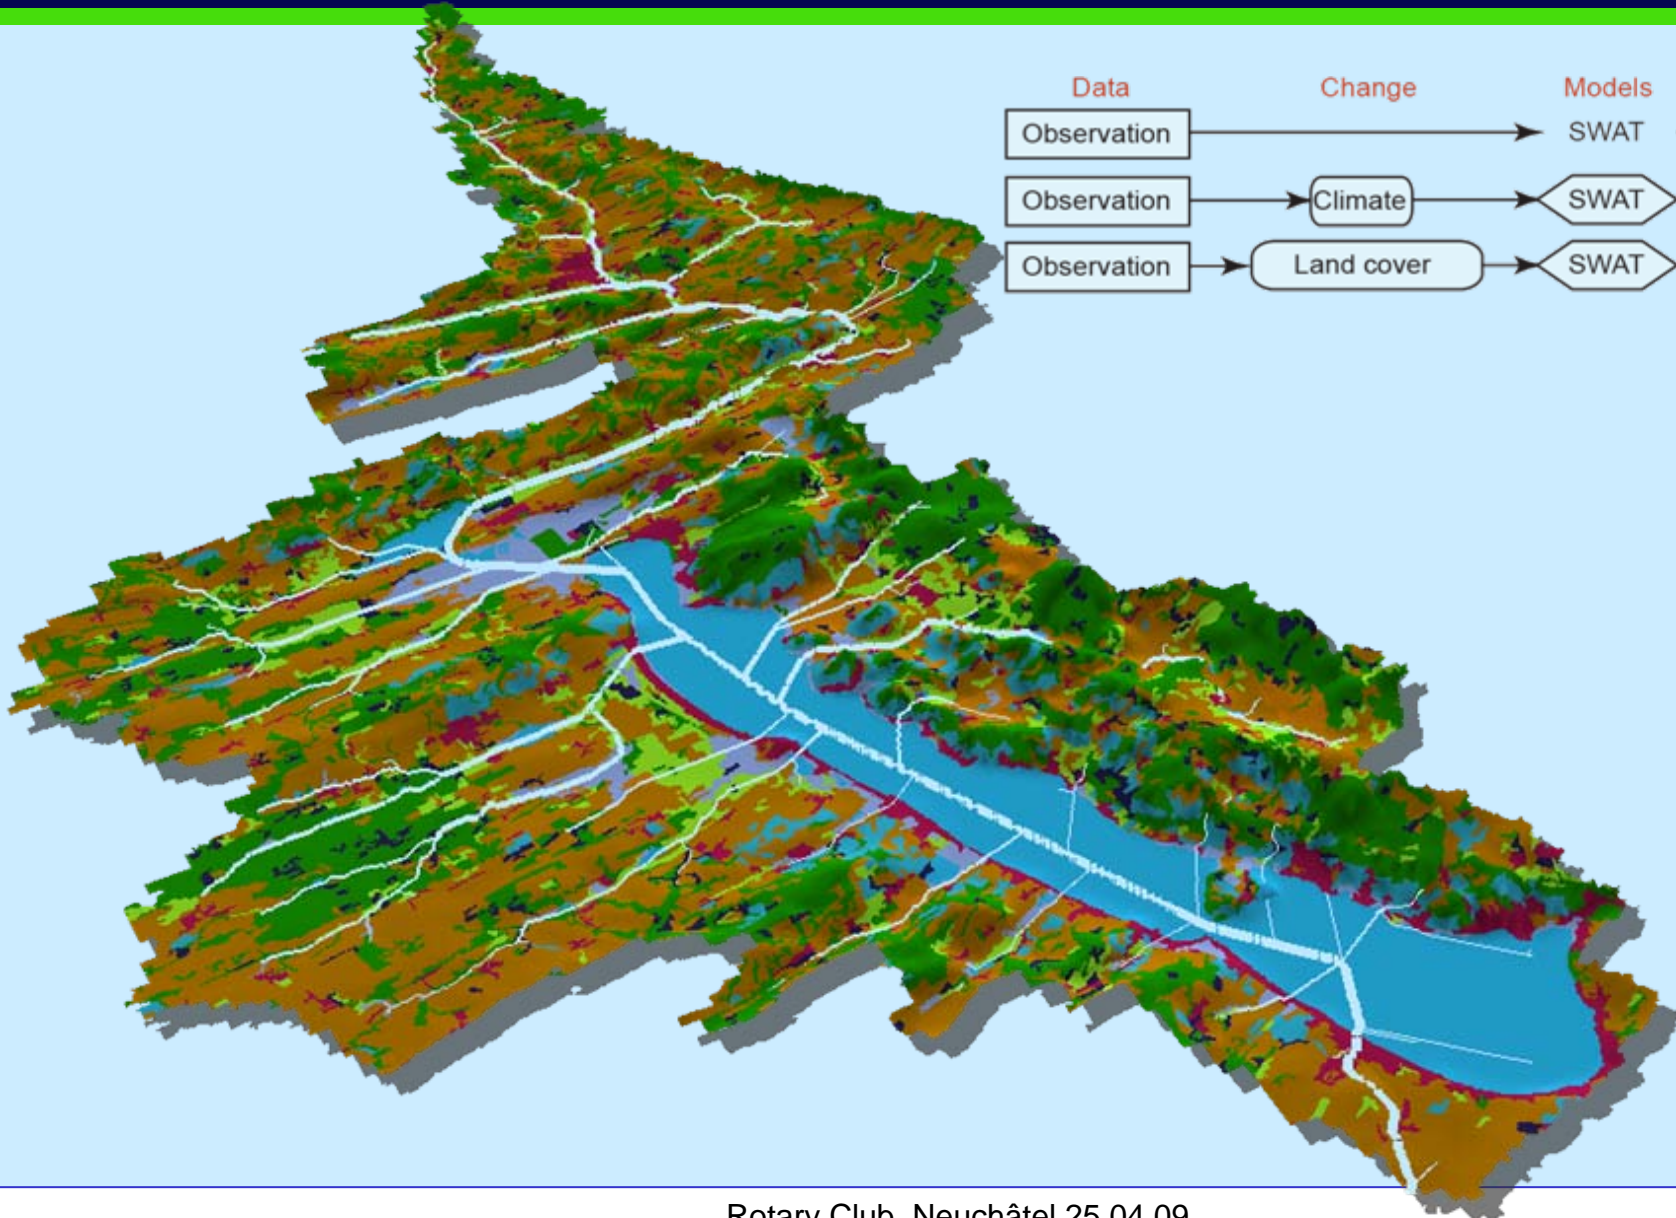 Data Change Models
Observation SWAT
Observation Climate SWAT
Observation Land cover SWAT
Rotary Club, Neuchâtel 25.04.09